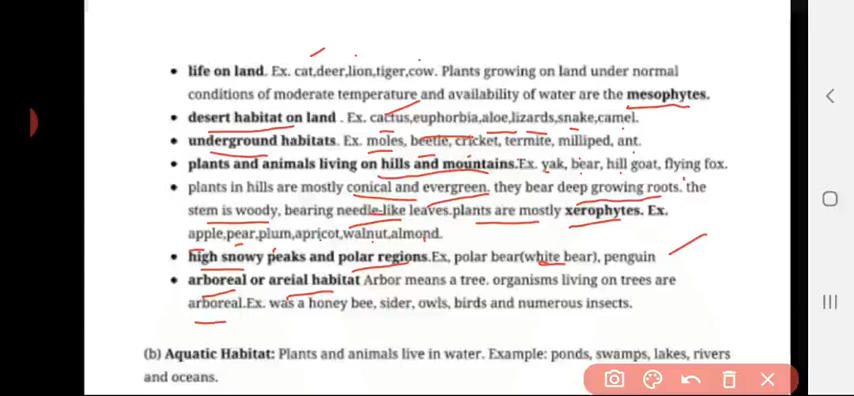 • life on land. Ex. cat,deer,lion,tiger,cow. Plants growing on land under normal
conditions of moderate temperature and availability of water are the mesophytes.
• desert habitat on land . Ex. cactus,euphorbia,aloe,lizards,snake,camel.
• underground habitats. Ex. moles, beetle, cricket, termite, milliped, ant.
• plants and animals living on hills and mountains.Ex. yak, bear, hill goat, flying fox.
• plants in hills are mostly conical and evergreen. they bear deep growing roots. the
stem is woody, bearing needle-like leaves.plants are mostly xerophytes. Ex.
apple,pear,plum,apricot,walnut,almond.
• high snowy peaks and polar regions.Ex, polar bear(white bear), penguin
• arboreal or areial habitat Arbor means a tree. organisms living on trees are
arboreal.Ex. was a honey bee, sider, owls, birds and numerous insects.
(b) Aquatic Habitat: Plants and animals live in water. Example: ponds, swamps, lakes, rivers
and oceans.